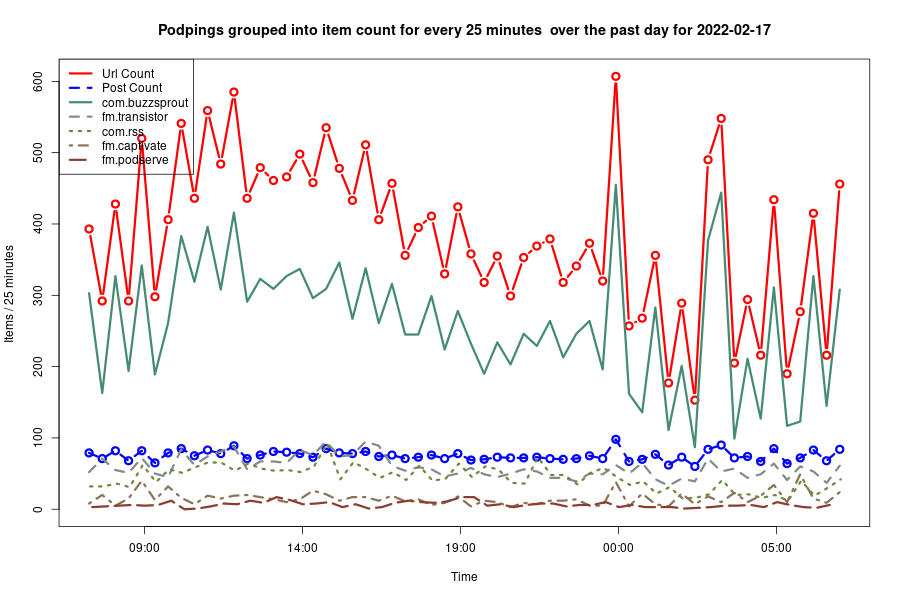 Podpings grouped into item count for every 25 minutes  over the past day for 2022-02-17
Url Count
Post Count
com.buzzsprout
fm.transistor
com.rss
fm.captivate
fm.podserve
600
500
400
300
200
100
0
Items / 25 minutes
09:00
14:00
19:00
00:00
05:00
Time